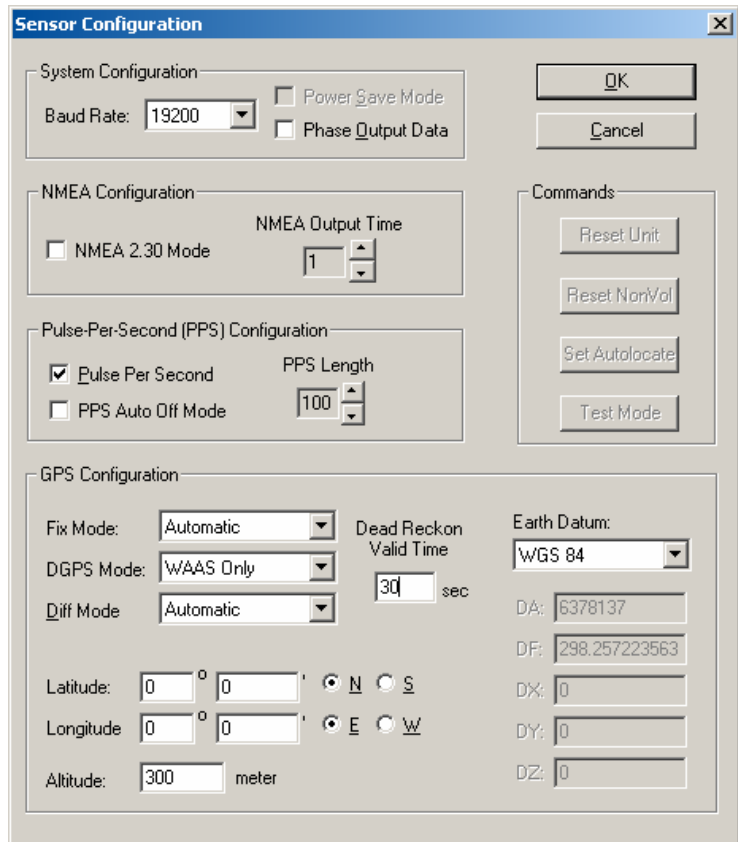 Sensor Configuration
System Configuration
Baud Rate: 19200
Power Save Mode
Phase Output Data
OK
Cancel
NMEA Configuration
NMEA 2.30 Mode
NMEA Output Time
1
Commands
Reset Unit
Reset NonVol
Set Autolocate
Test Mode
Pulse-Per-Second (PPS) Configuration
Pulse Per Second
PPS Auto Off Mode
PPS Length
100
GPS Configuration
Fix Mode: Automatic
DGPS Mode: WAAS Only
Diff Mode Automatic
Dead Reckon
Valid Time
30 sec
Earth Datum:
WGS 84
DA: 6378137
DF: 298.257223563
DX: 0
DY: 0
DZ: 0
Latitude: 0 ° 0 ' N S
Longitude 0 ° 0 ' E W
Altitude: 300 meter